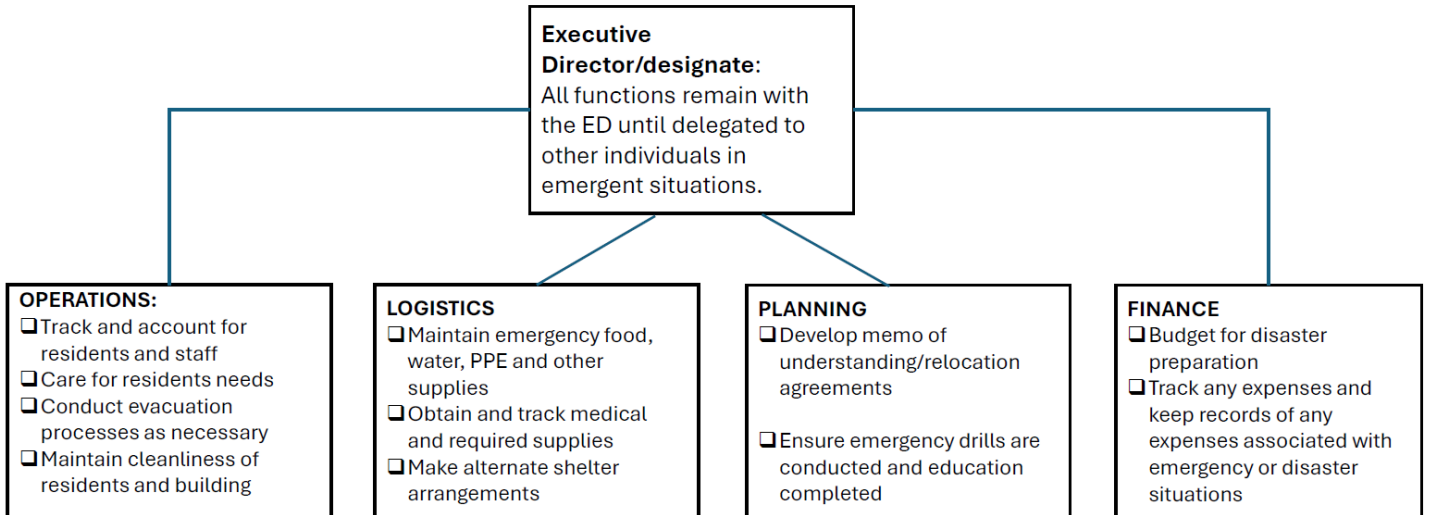 Executive
Director/designate:
All functions remain with
the ED until delegated to
other individuals in
emergent situations.
OPERATIONS:
❑Track and account for
residents and staff
❑Care for residents needs
❑Conduct evacuation
processes as necessary
❑Maintain cleanliness of
residents and building
LOGISTICS
❑Maintain emergency food,
water, PPE and other
supplies
❑Obtain and track medical
and required supplies
❑Make alternate shelter
arrangements
PLANNING
❑Develop memo of
understanding/relocation
agreements
❑Ensure emergency drills are
conducted and education
completed
FINANCE
❑Budget for disaster
preparation
❑Track any expenses and
keep records of any
expenses associated with
emergency or disaster
situations